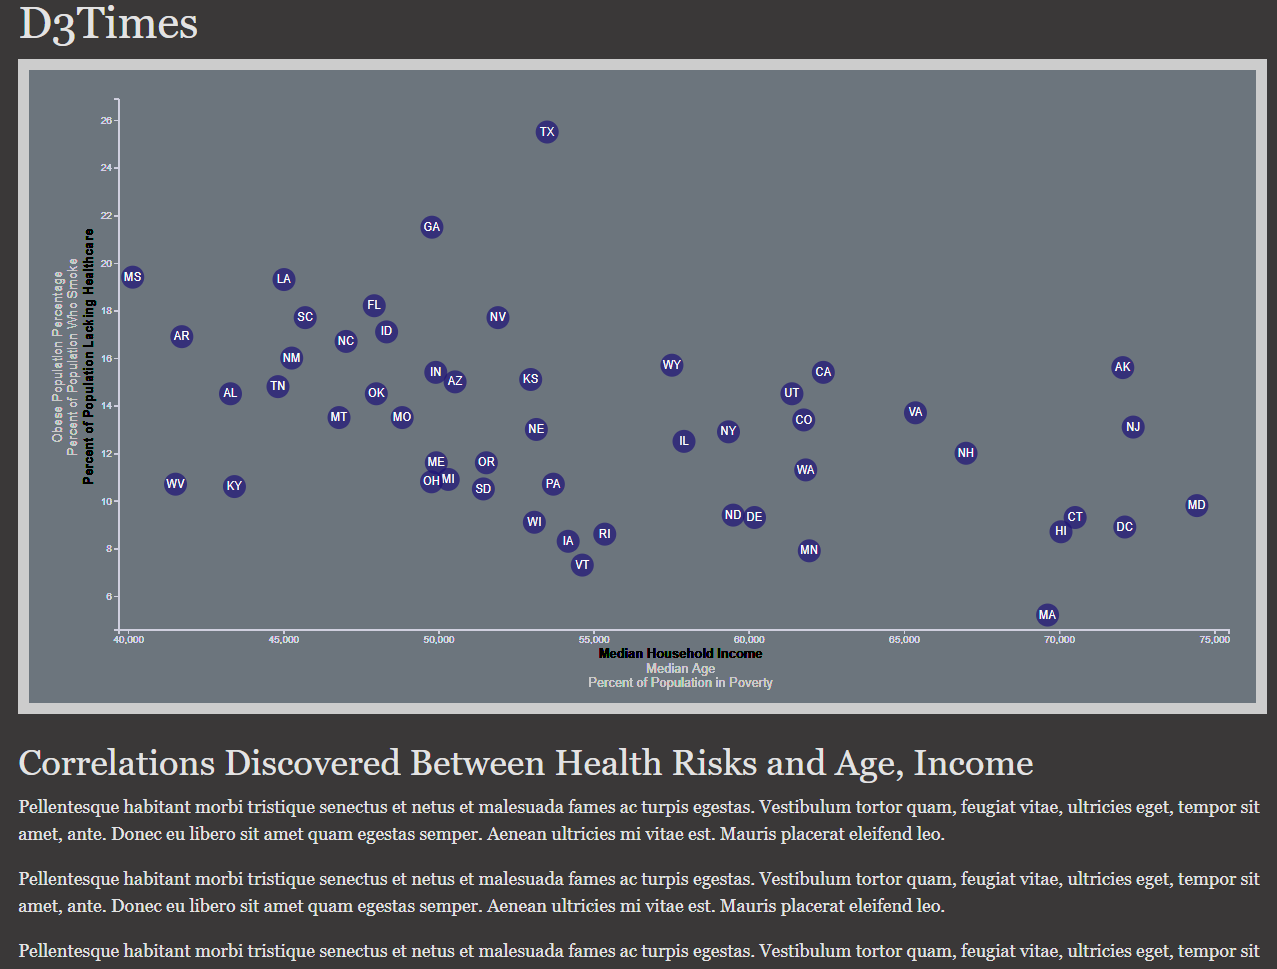 D3Times
26
24
22
20
18
16
14
12
10
8
6
Obese Population Percentage
Percent of Population Who Smoke
Percent of Population Lacking Healthcare
TX
GA
MS
LA
FL
SC
NV
ID
AR
NC
NM
WY
AK
IN
CA
KS
AZ
TN
AL
OK
UT
VA
MT
MO
CO
NJ
NE
NY
IL
NH
ME
OR
WA
OH
MI
WV
PA
KY
SD
MD
ND
DE
CT
WI
DC
HI
RI
IA
MN
VT
MA
40,000
45,000
50,000
55,000
60,000
65,000
70,000
75,000
Median Household Income
Median Age
Percent of Population in Poverty
Correlations Discovered Between Health Risks and Age, Income
Pellentesque habitant morbi tristique senectus et netus et malesuada fames ac turpis egestas. Vestibulum tortor quam, feugiat vitae, ultricies eget, tempor sit
amet, ante. Donec eu libero sit amet quam egestas semper. Aenean ultricies mi vitae est. Mauris placerat eleifend leo.
Pellentesque habitant morbi tristique senectus et netus et malesuada fames ac turpis egestas. Vestibulum tortor quam, feugiat vitae, ultricies eget, tempor sit
amet, ante. Donec eu libero sit amet quam egestas semper. Aenean ultricies mi vitae est. Mauris placerat eleifend leo.
Pellentesque habitant morbi tristique senectus et netus et malesuada fames ac turpis egestas. Vestibulum tortor quam, feugiat vitae, ultricies eget, tempor sit